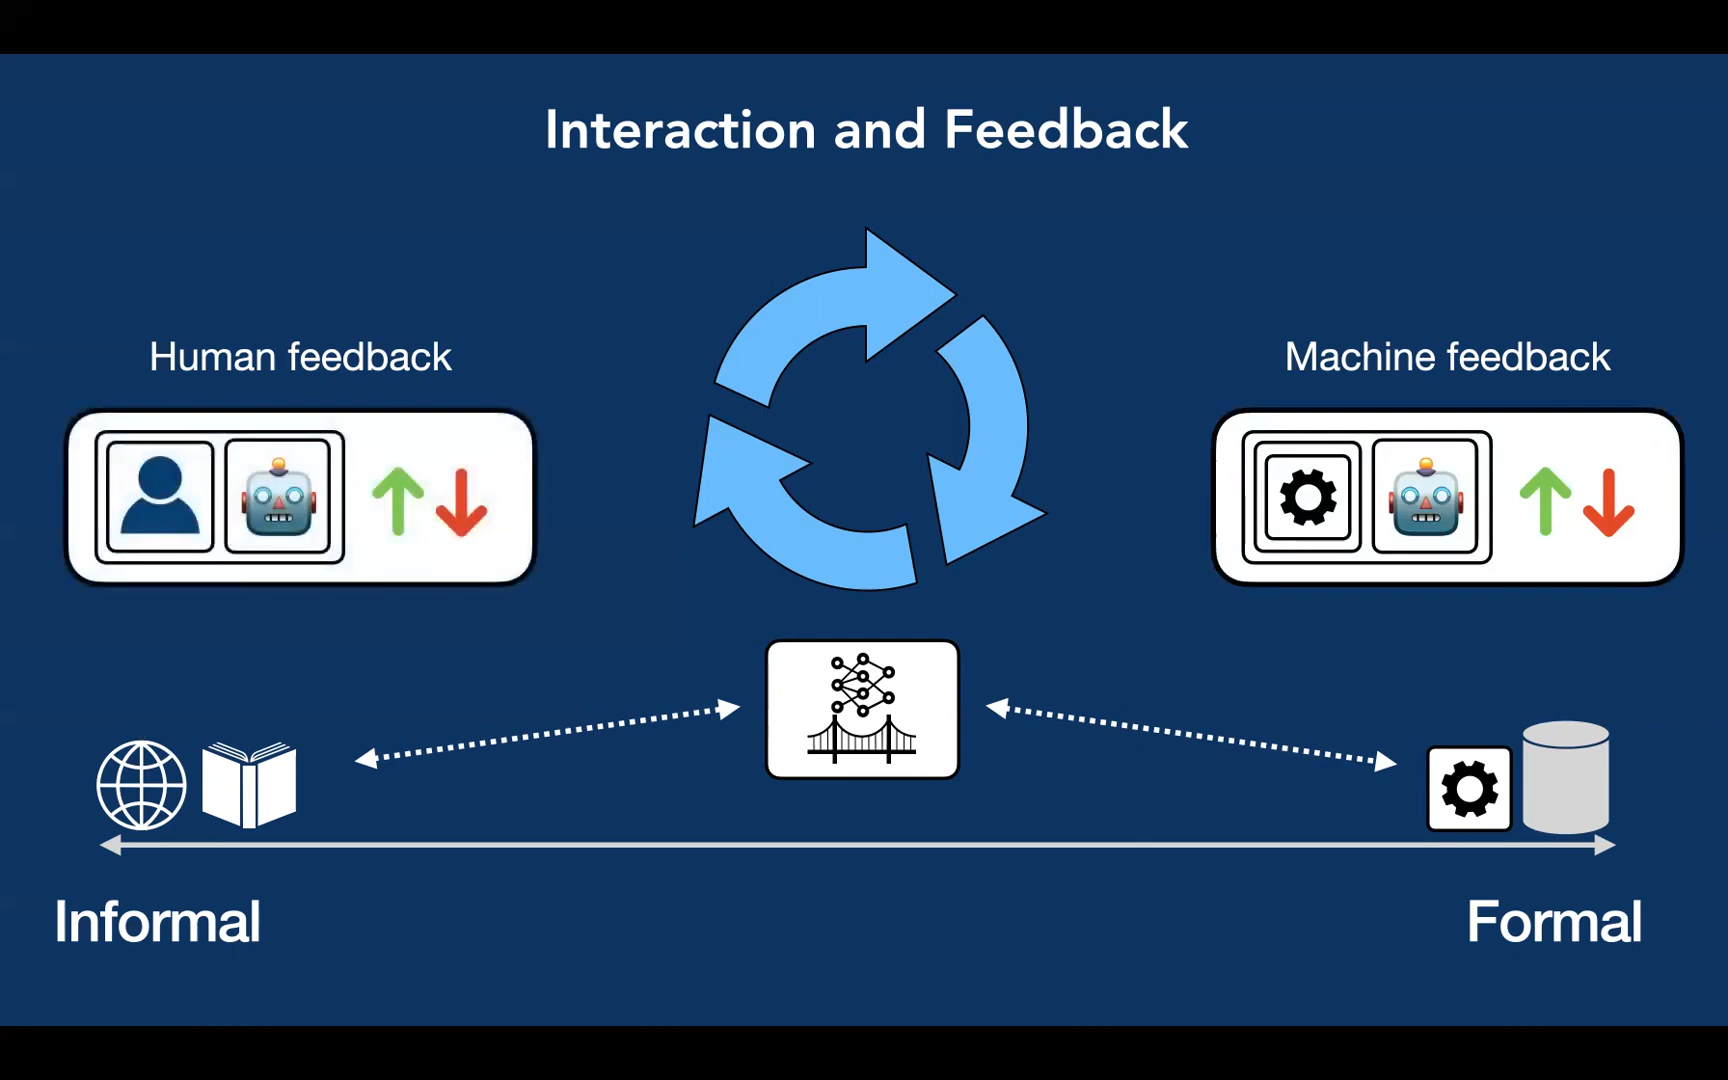 Interaction and Feedback
Human feedback
Machine feedback
Informal
Formal